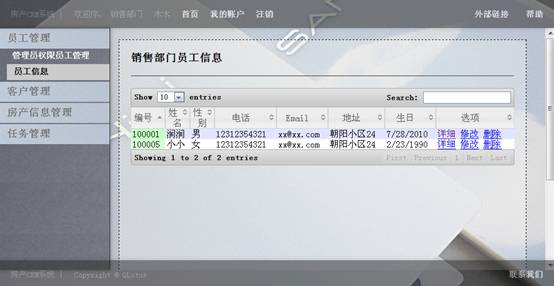 房产CRM系统 | 欢迎你, 销售部门 木木 首页 我的账户 注销 外部链接 帮助
员工管理
管理员权限员工管理
员工信息
客户管理
房产信息管理
任务管理
销售部门员工信息
Show 10 entries Search:
编号 姓名 性别 电话 Email 地址 生日 选项
100001 涧涧 男 12312354321 xx@xx.com 朝阳小区24 7/28/2010 详细 修改 删除
100005 小小 女 12312354321 xx@xx.com 朝阳小区24 2/23/1990 详细 修改 删除
Showing 1 to 2 of 2 entries First Previous 1 Next Last
房产CRM系统 | Copyright @ GLotus 联系我们